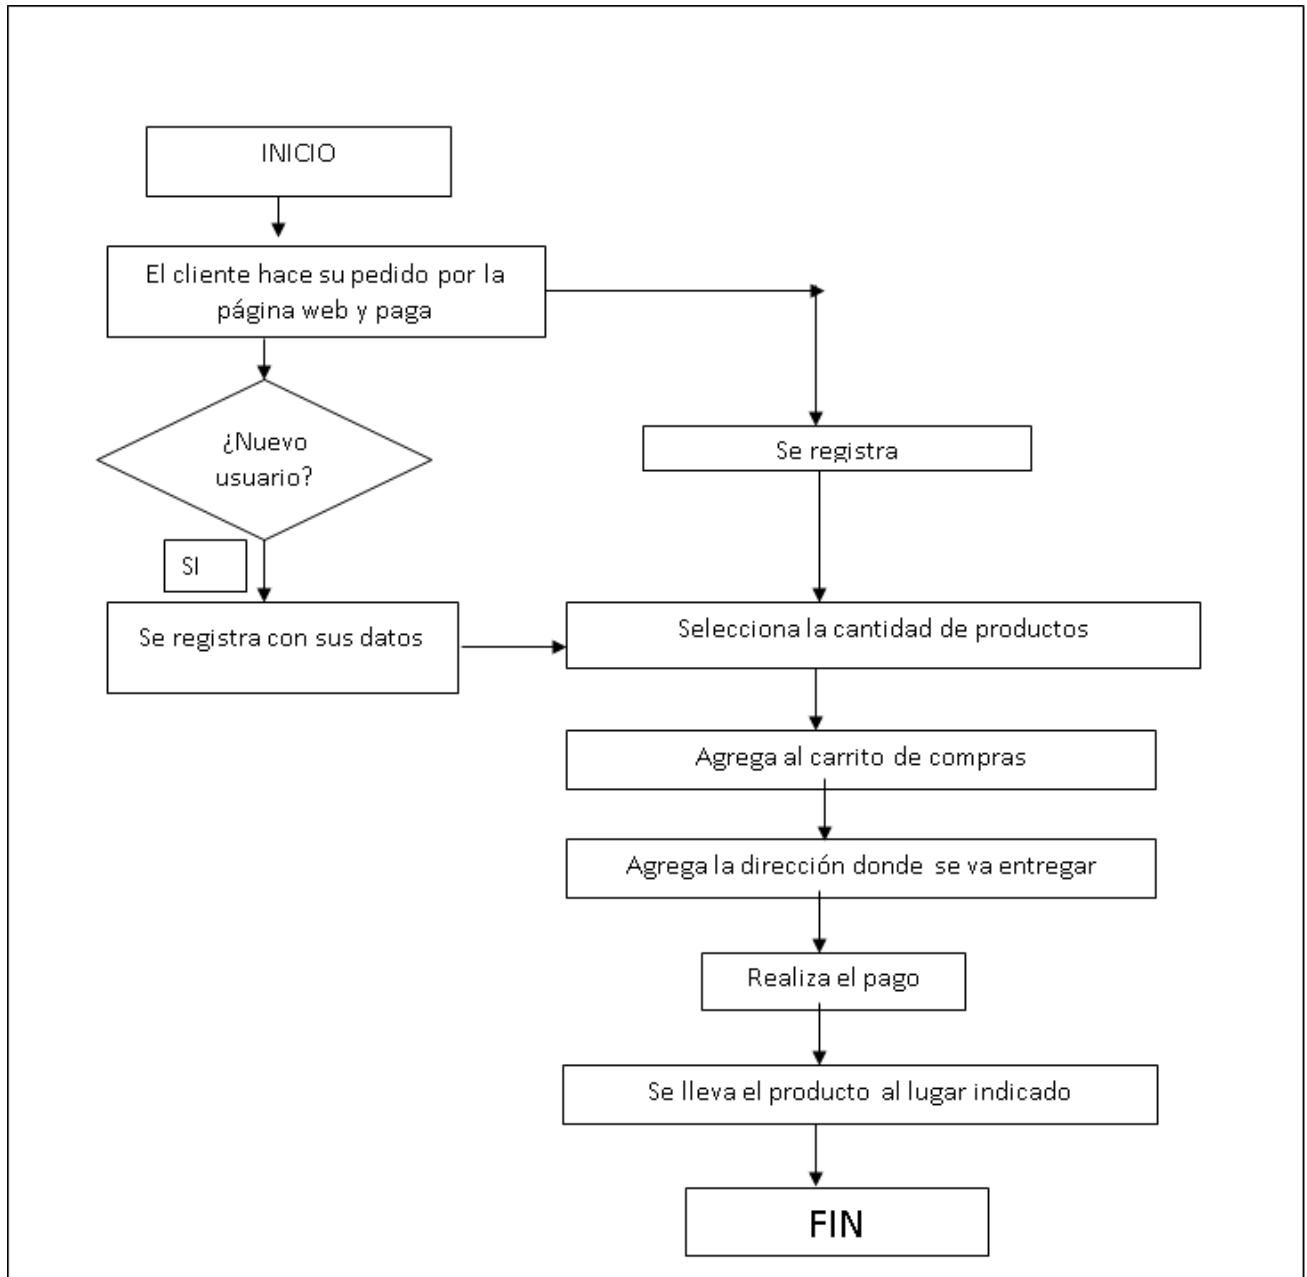 INICIO
El cliente hace su pedido por la
página web y paga
¿Nuevo
usuario?
Se registra
SI
Se registra con sus datos
Selecciona la cantidad de productos
Agrega al carrito de compras
Agrega la dirección donde se va entregar
Realiza el pago
Se lleva el producto al lugar indicado
FIN